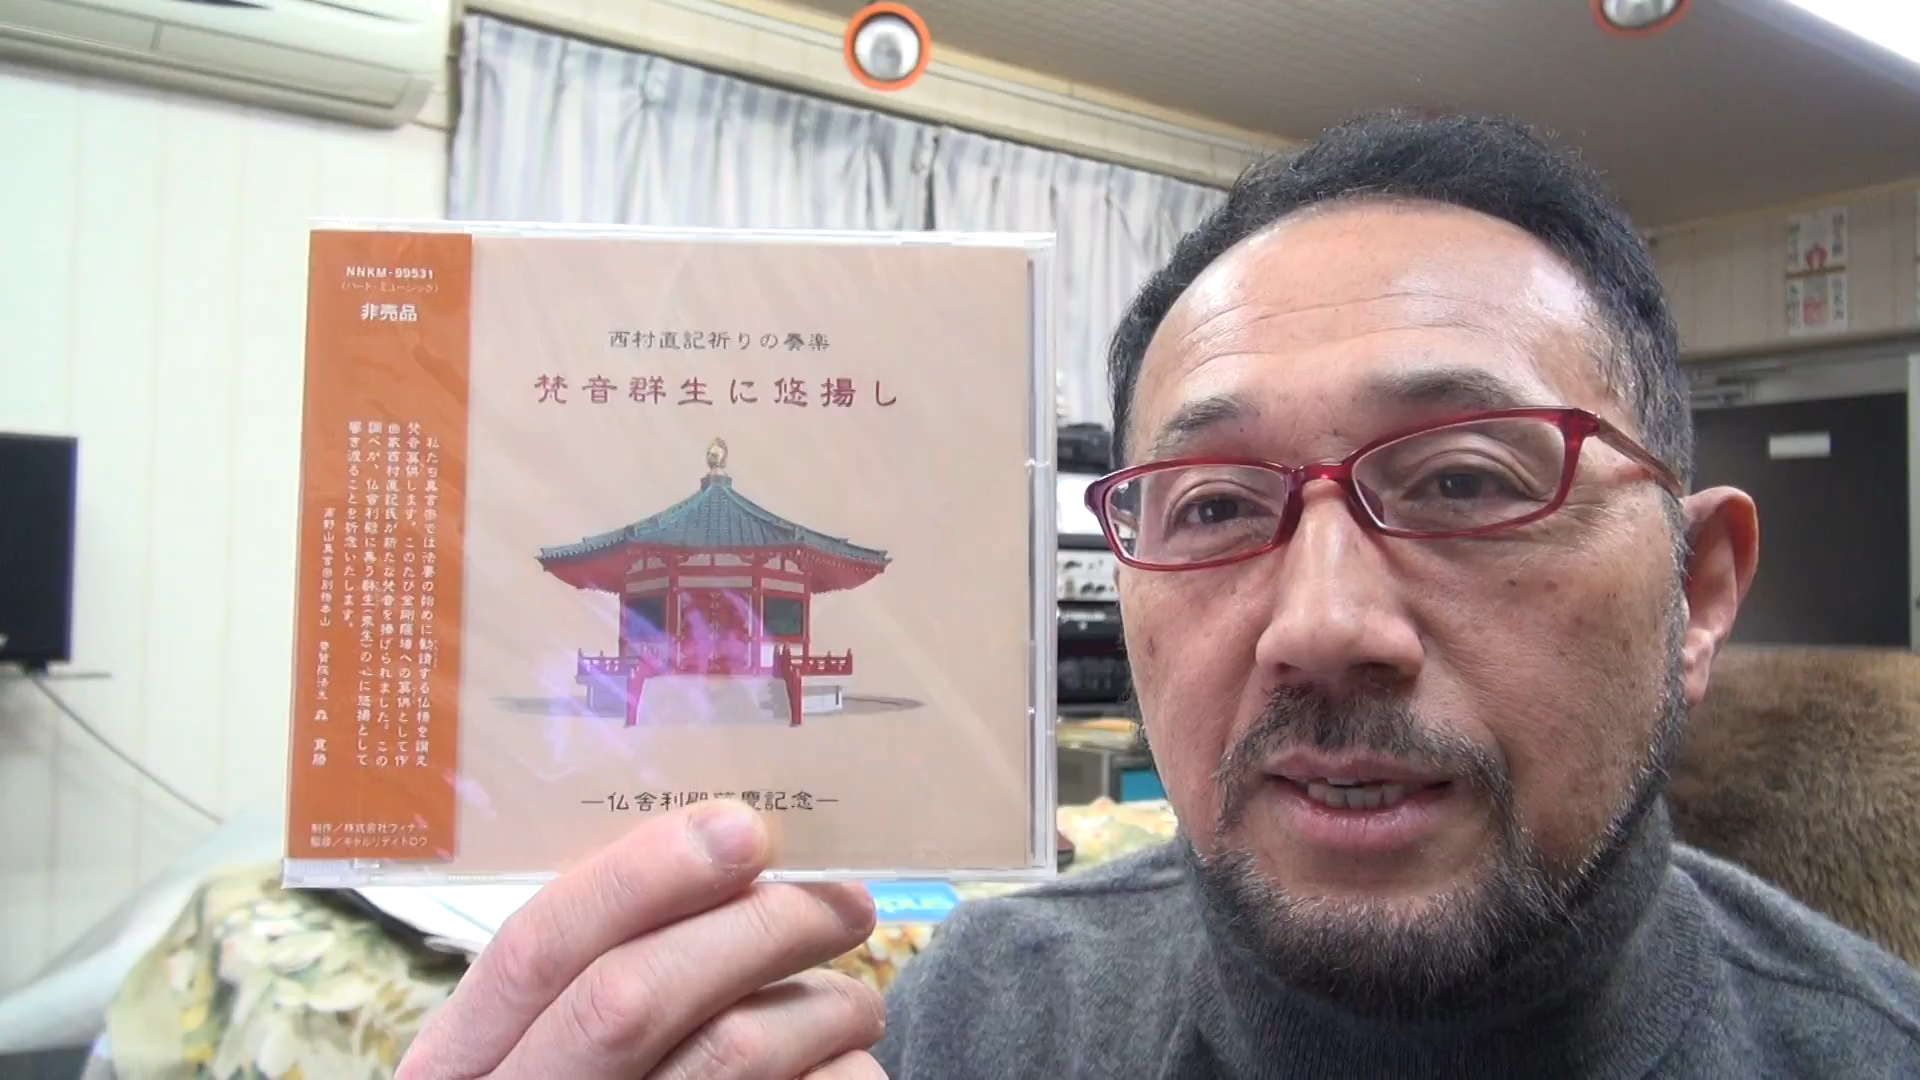 NNKM-99931
(ハート・ミュージック)
非売品
私たち真言宗では法要の始めに勧請する仏様を讃え
梵音奠供します。このたび金剛薩埵への奠供として作
曲家西村直記氏が新たな梵音を捧げられました。この
調べが、仏舎利殿に集う群生(衆生)の心に悠揚として
響き渡ることを祈念いたします。
高野山真言宗別格本山
西村直記祈りの奏楽
梵音群生に悠揚し
―仏舎利殿落慶記念―
制作/株式会社ウィナー